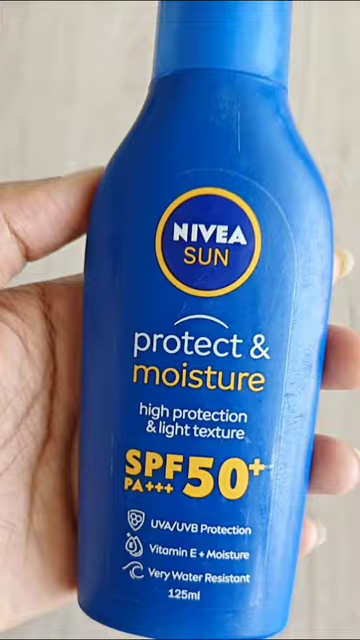 NIVEA
SUN
protect &
moisture
high protection
& light texture
SPF 50+
PA+++
UVA/UVB Protection
Vitamin E + Moisture
Very Water Resistant
125ml